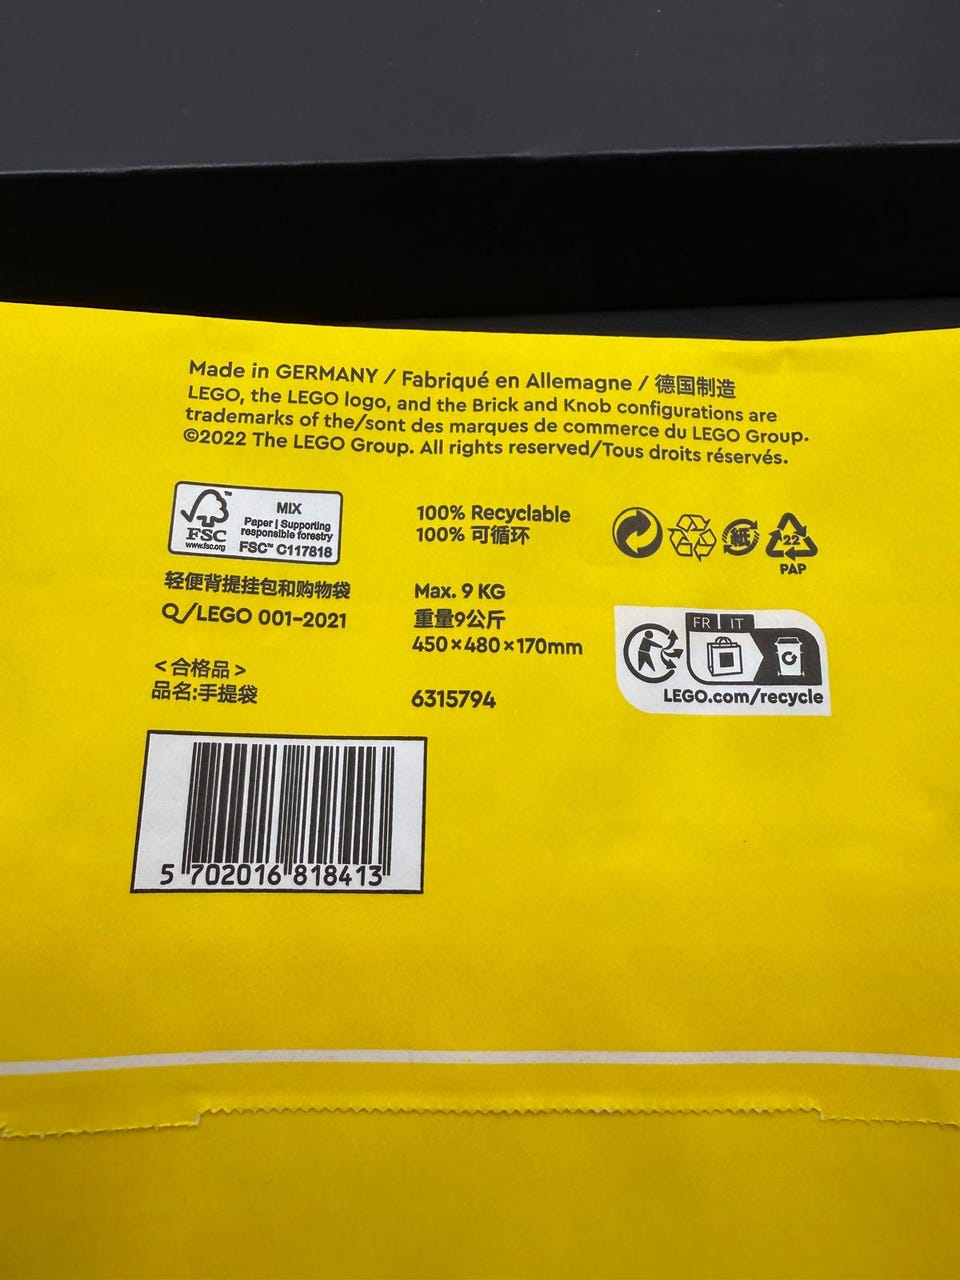 Made in GERMANY / Fabriqué en Allemagne / 德国制造
LEGO, the LEGO logo, and the Brick and Knob configurations are
trademarks of the/sont des marques de commerce du LEGO Group.
©2022 The LEGO Group. All rights reserved/Tous droits réservés.
FSC™
www.fsc.org
MIX
Paper | Supporting
responsible forestry
FSC™ C117818
100% Recyclable
100% 可循环
紙
22
PAP
轻便背提挂包和购物袋
Q/LEGO 001-2021
Max. 9 KG
重量9公斤
450×480×170mm
FR IT
LEGO.com/recycle
<合格品>
品名:手提袋
6315794
5 702016 818413